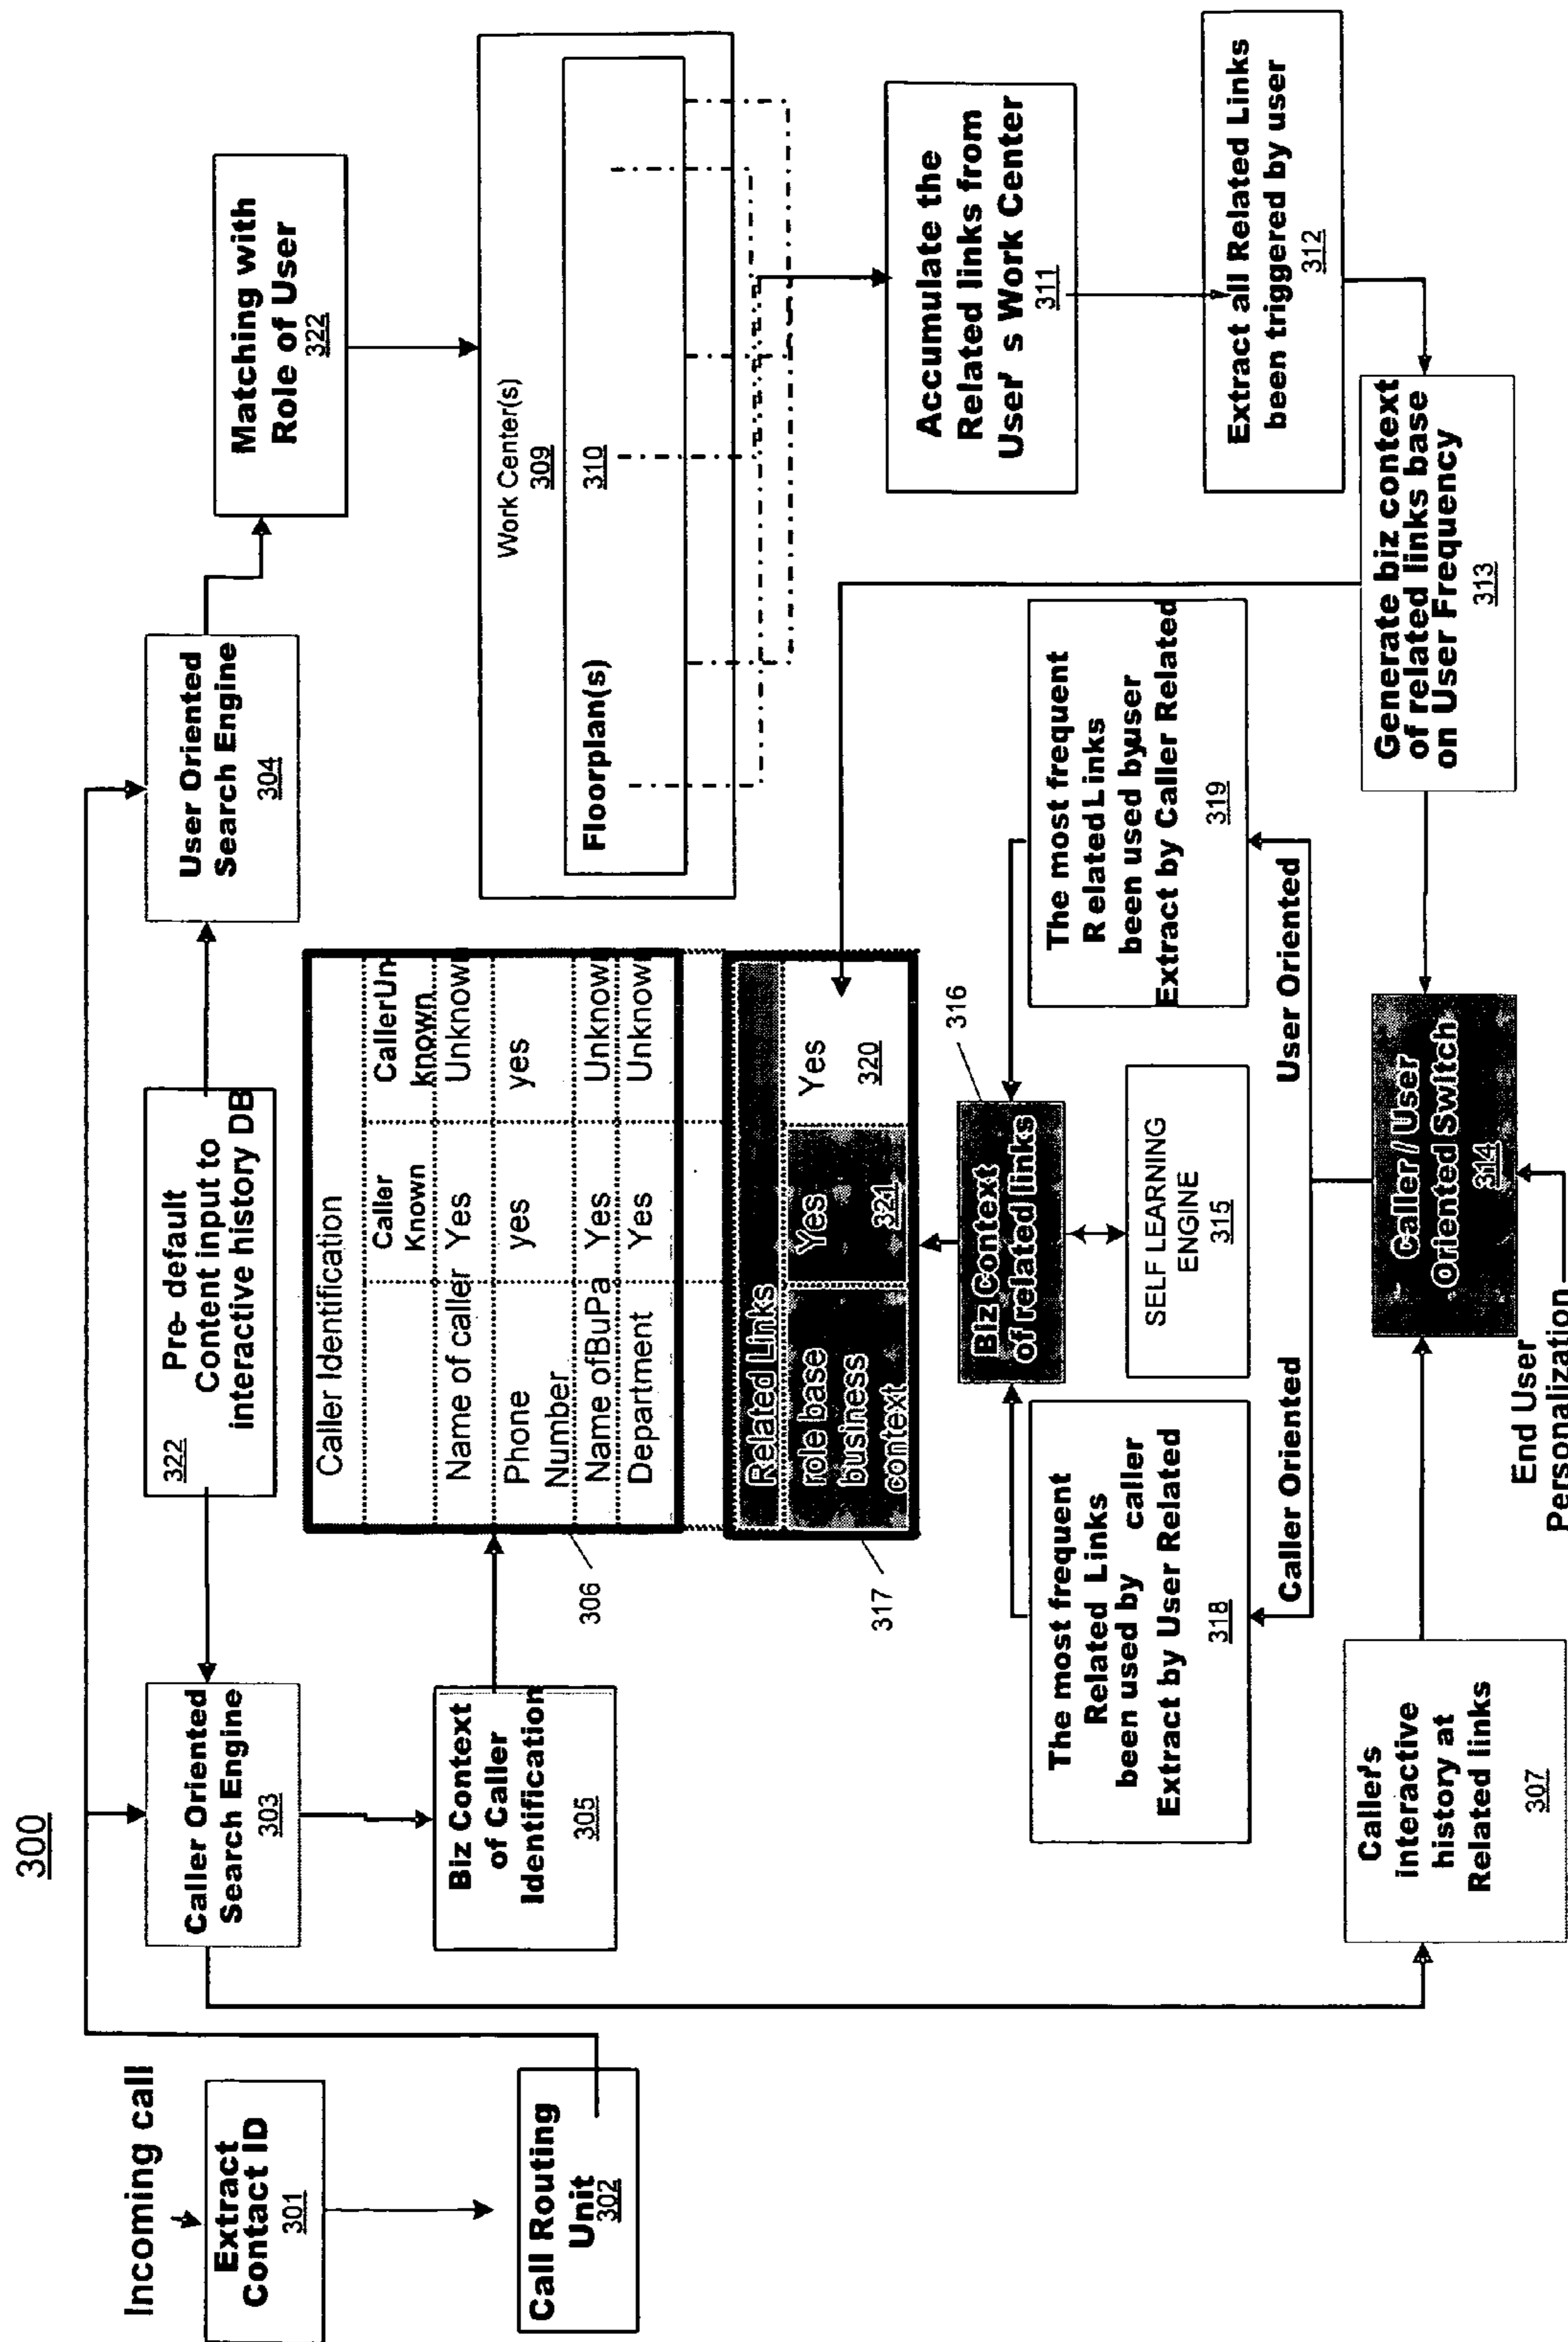 300
Incoming call
Extract
Contact ID
301
Call Routing
Unit
302
Caller Oriented
Search Engine
303
322
Pre- default
Content input to
interactive history DB
User Oriented
Search Engine
304
Matching with
Role of User
322
Biz Context
of Caller
Identification
305
306
Caller Identification
Caller
Known
CallerUn-
known
Name of caller Yes Unknow
Phone
Number
yes yes
Name ofBuPa Yes Unknow
Department Yes Unknow
317
Related Links
role base
business
context
Yes
321
Yes
320
Work Center(s)
309
Floorplan(s)
310
Accumulate the
Related links from
User' s Work Center
311
Extract all Related Links
been triggered by user
312
Generate biz context
of related links base
on User Frequency
313
316
Biz Context
of related links
SELF LEARNING
ENGINE
315
The most frequent
Related Links
been used by caller
Extract by User Related
318
The most frequent
Related Links
been used byuser
Extract by Caller Related
319
Caller Oriented
User Oriented
Caller's
interactive
history at
Related links
307
Caller / User
Oriented Switch
314
End User
Personalization